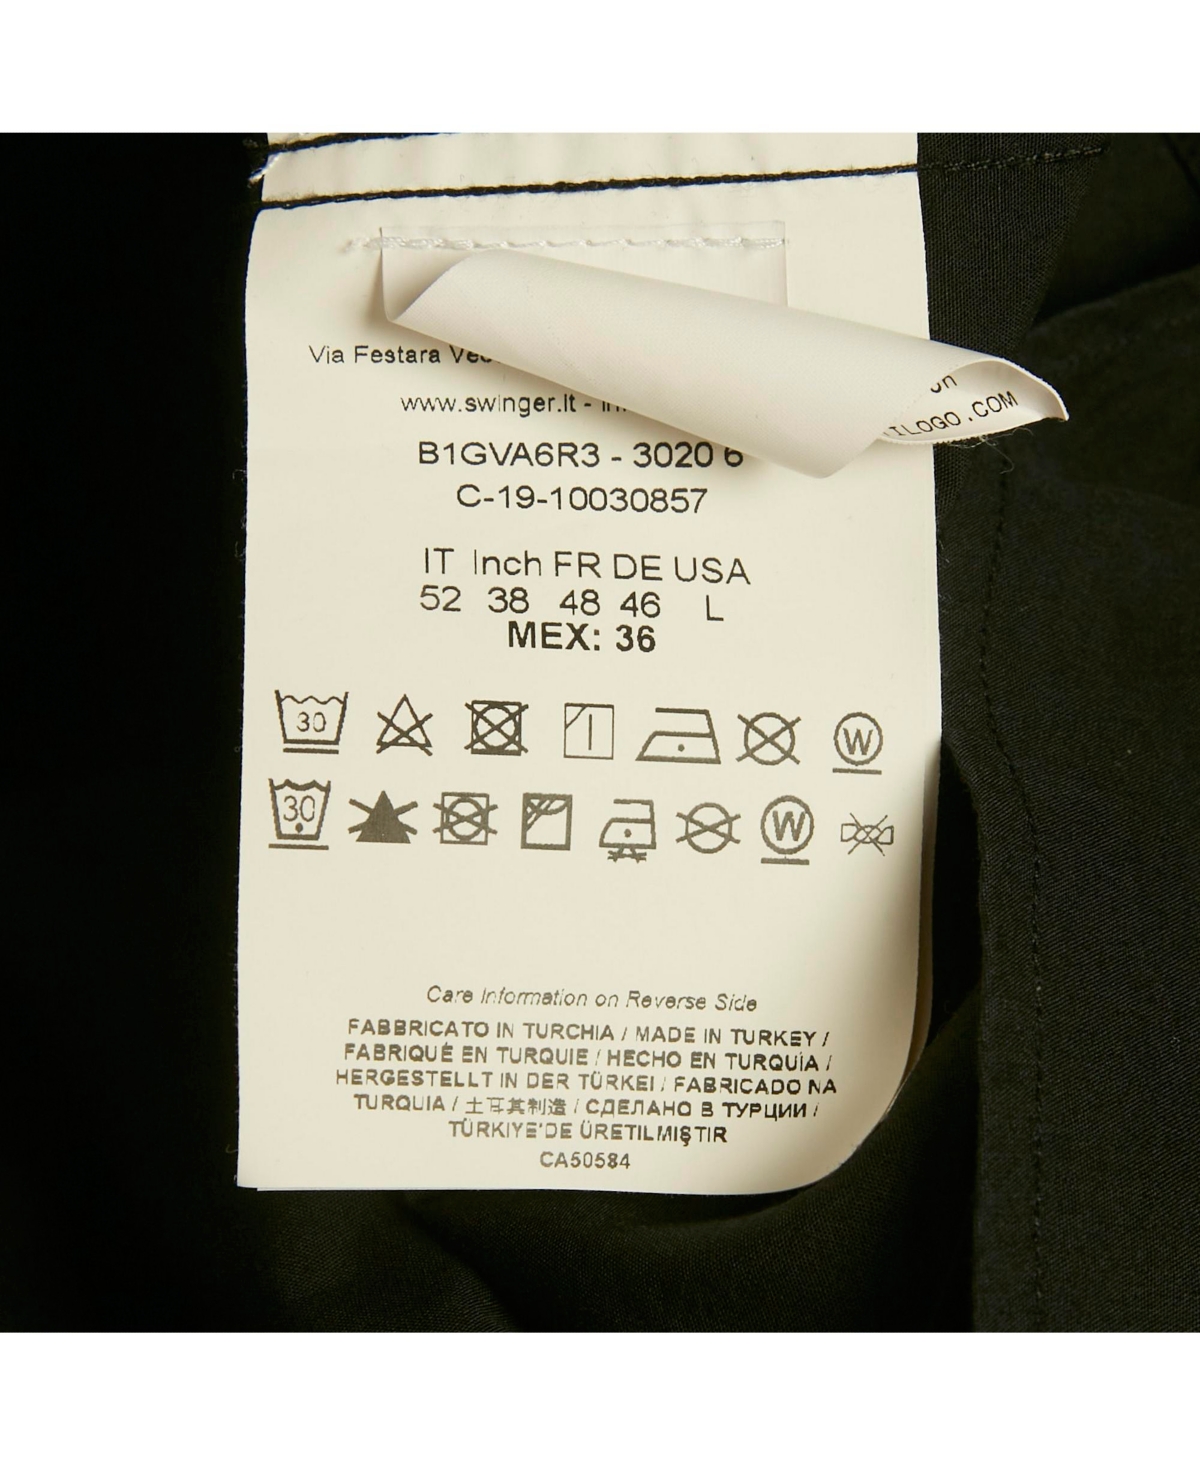 Via Festara
www.swinger.it -
B1GVA6R3 - 3020 6
C-19-10030857
IT Inch FR DE USA
52 38 48 46 L
MEX: 36
30
W
30
W
Care Information on Reverse Side
FABBRICATO IN TURCHIA / MADE IN TURKEY /
FABRIQUÉ EN TURQUIE / HECHO EN TURQUÍA /
HERGESTELLT IN DER TÜRKEI / FABRICADO NA
TURQUIA / 土耳其制造 / СДЕЛАНО В ТУРЦИИ /
TÜRKIYE'DE ÜRETILMIŞTIR
CA50584
ILOGO.COM